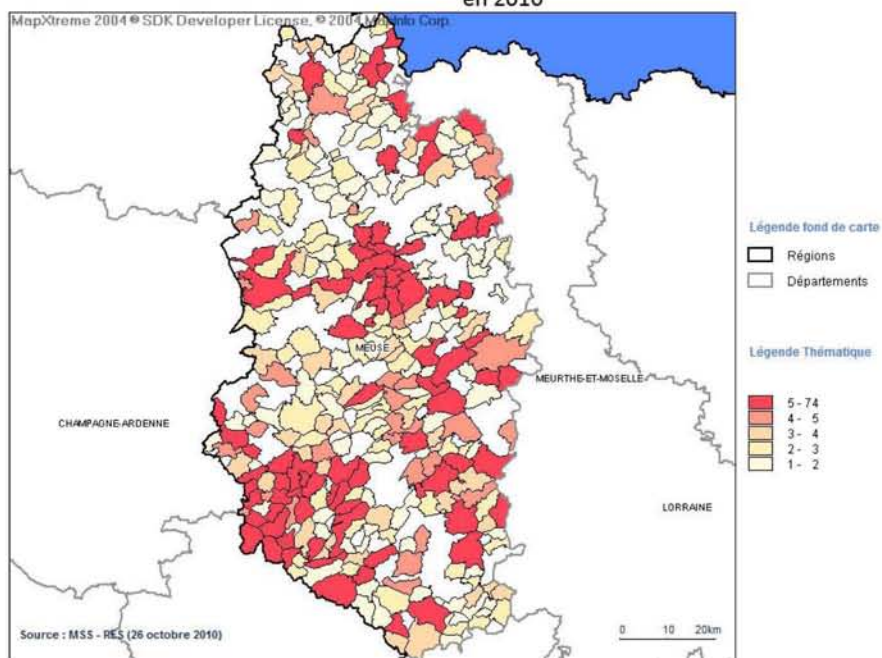 en 2010
MapXtreme 2004 ® SDK Developer License, © 2004 MapInfo Corp.
Légende fond de carte
Régions
Départements
MEUSE
Légende Thématique
MEURTHE-ET-MOSELLE
5 - 74
4 - 5
CHAMPAGNE-ARDENNE
3 - 4
2 - 3
1 - 2
LORRAINE
Source : MSS - RES (26 octobre 2010)
0 10 20km